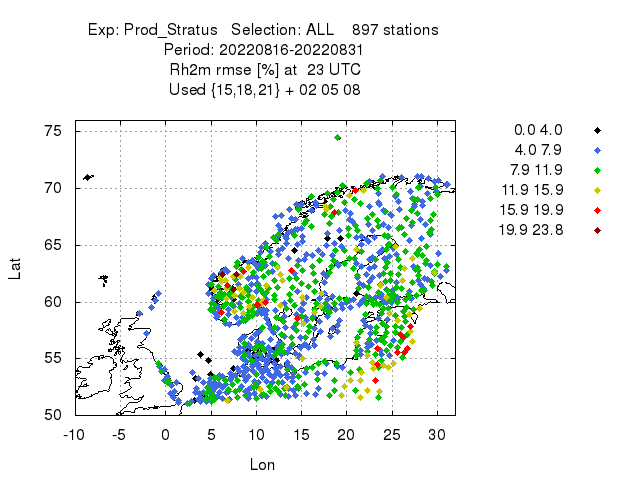 Exp: Prod_Stratus   Selection: ALL    897 stations
Period: 20220816-20220831
Rh2m rmse [%] at  23 UTC
Used {15,18,21} + 02 05 08
0.0 4.0
4.0 7.9
7.9 11.9
11.9 15.9
15.9 19.9
19.9 23.8
75
70
65
60
55
50
Lat
-10 -5 0 5 10 15 20 25 30
Lon